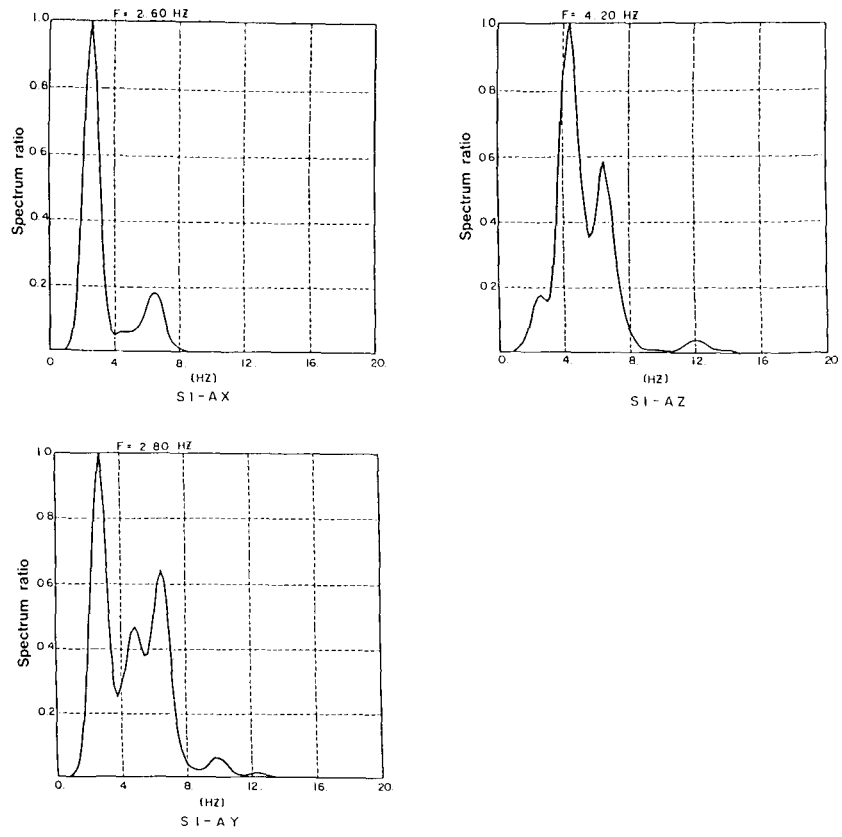 F= 2.60 HZ
1.0
0.8
0.6
0.4
0.2
Spectrum ratio
0. 4. 8. 12. 16. 20.
(HZ)
S1-AX
F= 4.20 HZ
1.0
0.8
0.6
0.4
0.2
Spectrum ratio
0. 4. 8. 12. 16. 20
(HZ)
S1-AZ
F= 2.80 HZ
1.0
0.8
0.6
0.4
0.2
Spectrum ratio
0. 4. 8. 12. 16. 20.
(HZ)
S1-AY